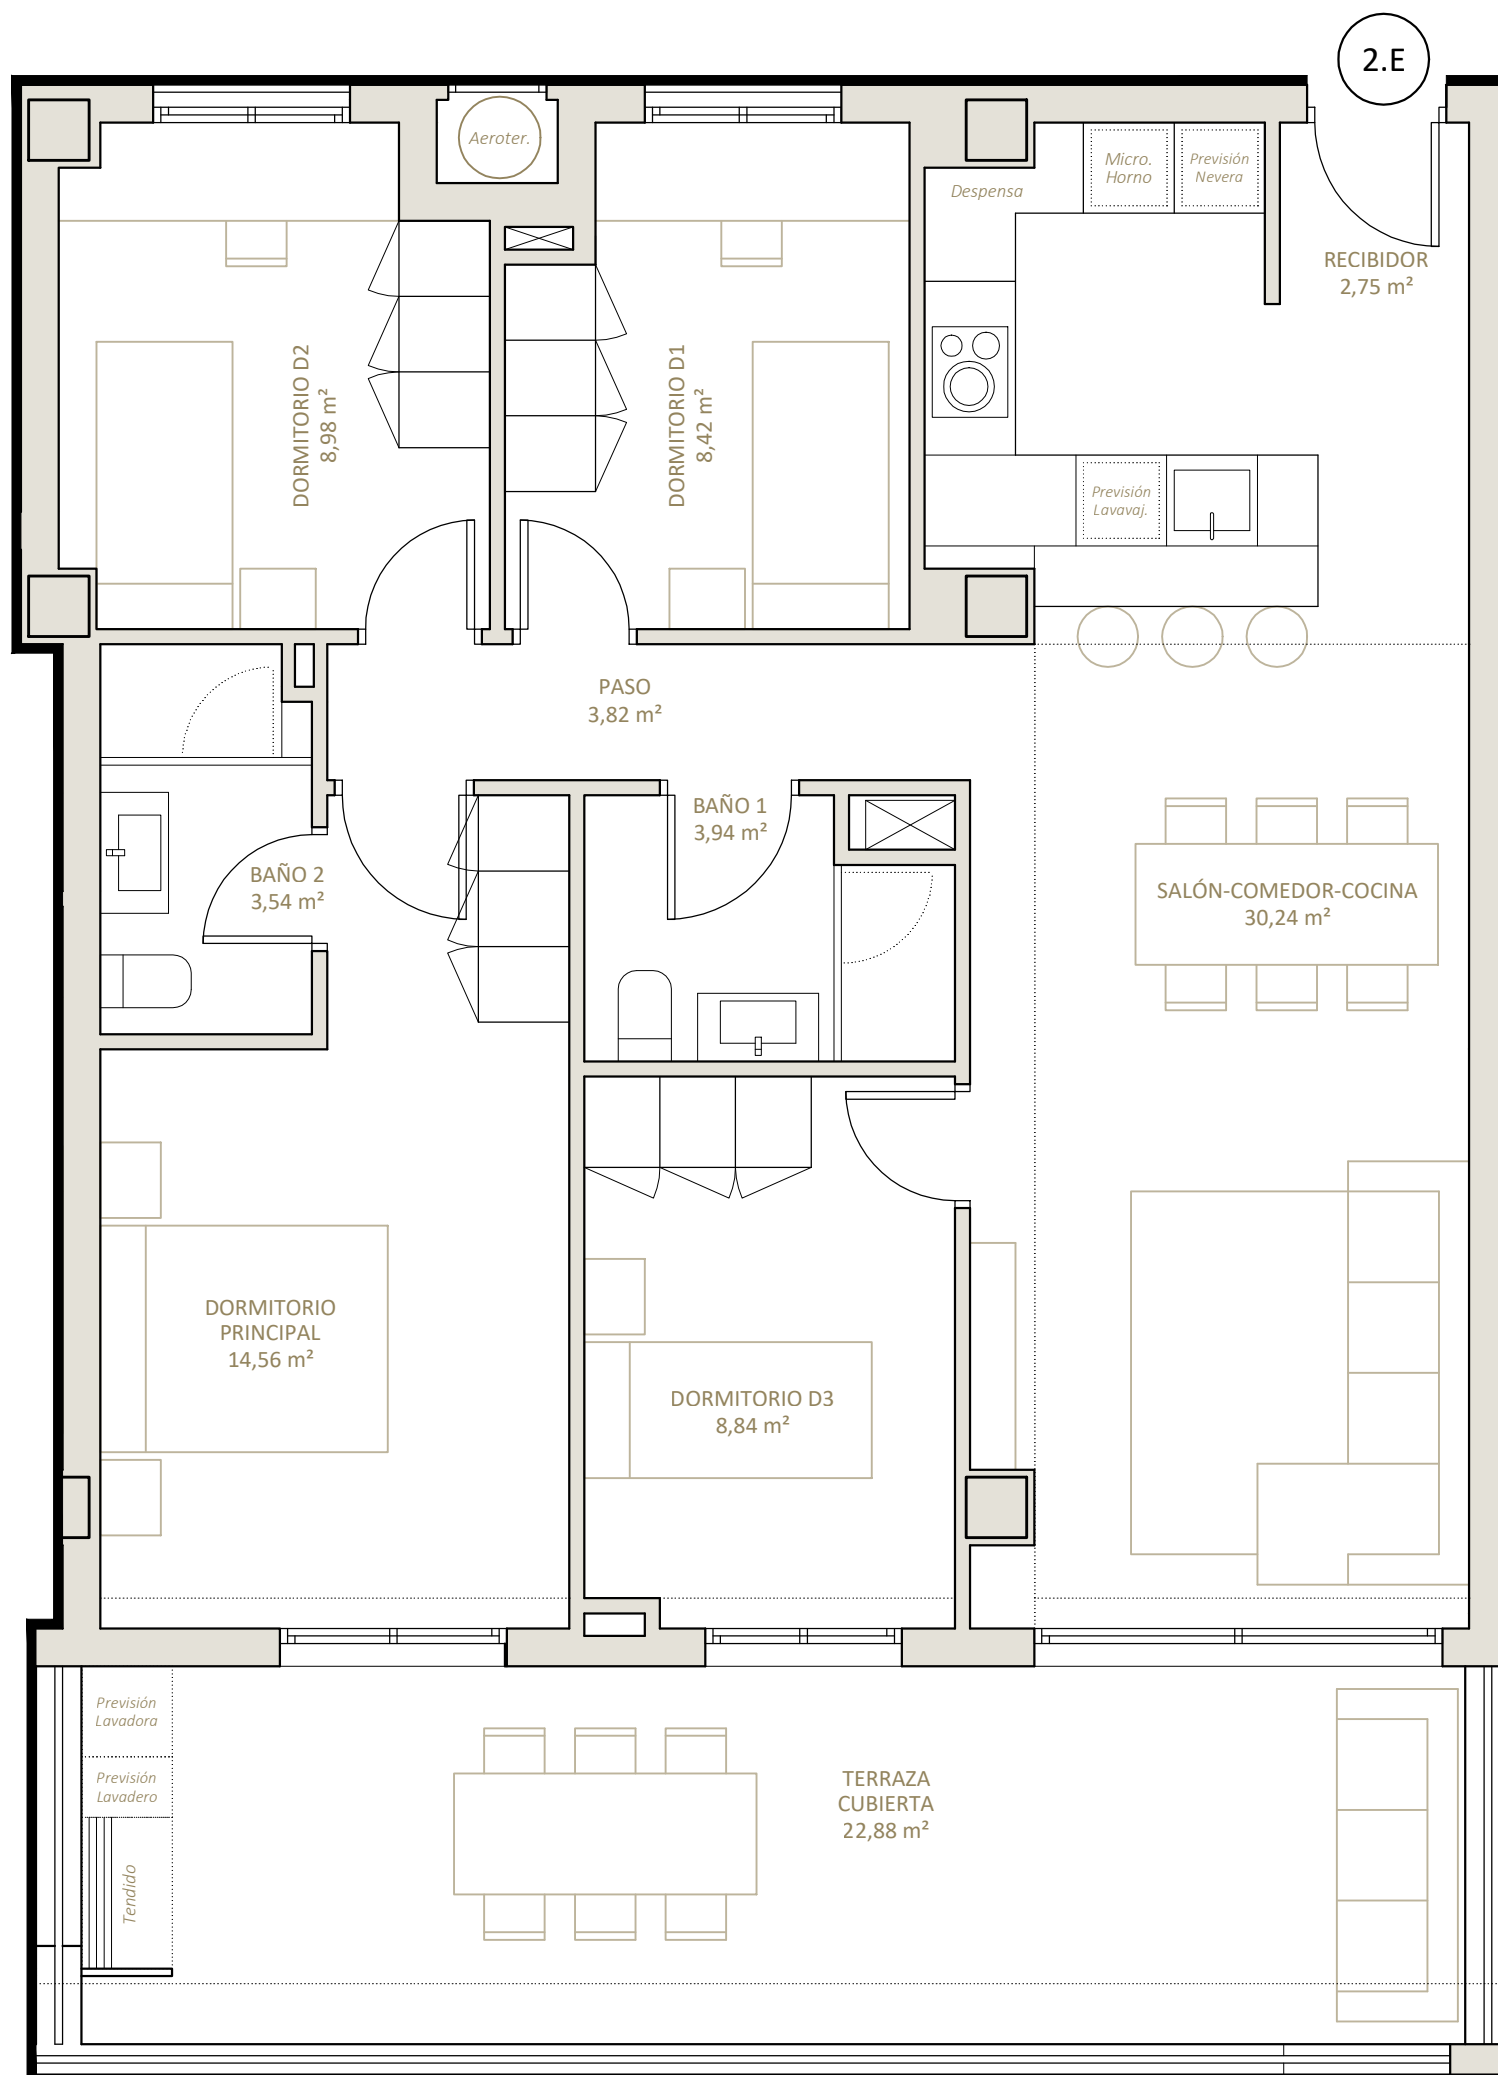 2.E
Aeroter.
Micro.
Horno
Previsión
Nevera
Despensa
RECIBIDOR
2,75 m²
DORMITORIO D2
8,98 m²
DORMITORIO D1
8,42 m²
Previsión
Lavavaj.
PASO
3,82 m²
BAÑO 1
3,94 m²
BAÑO 2
3,54 m²
SALÓN-COMEDOR-COCINA
30,24 m²
DORMITORIO
PRINCIPAL
14,56 m²
DORMITORIO D3
8,84 m²
Previsión
Lavadora
Previsión
Lavadero
Tendido
TERRAZA
CUBIERTA
22,88 m²